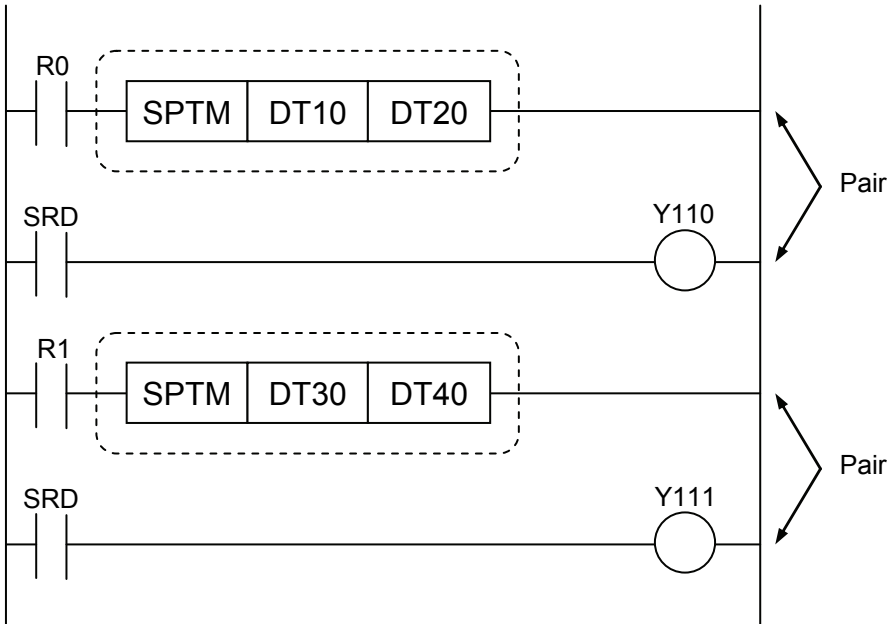 R0
SPTM DT10 DT20
Pair
SRD
Y110
R1
SPTM DT30 DT40
Pair
SRD
Y111